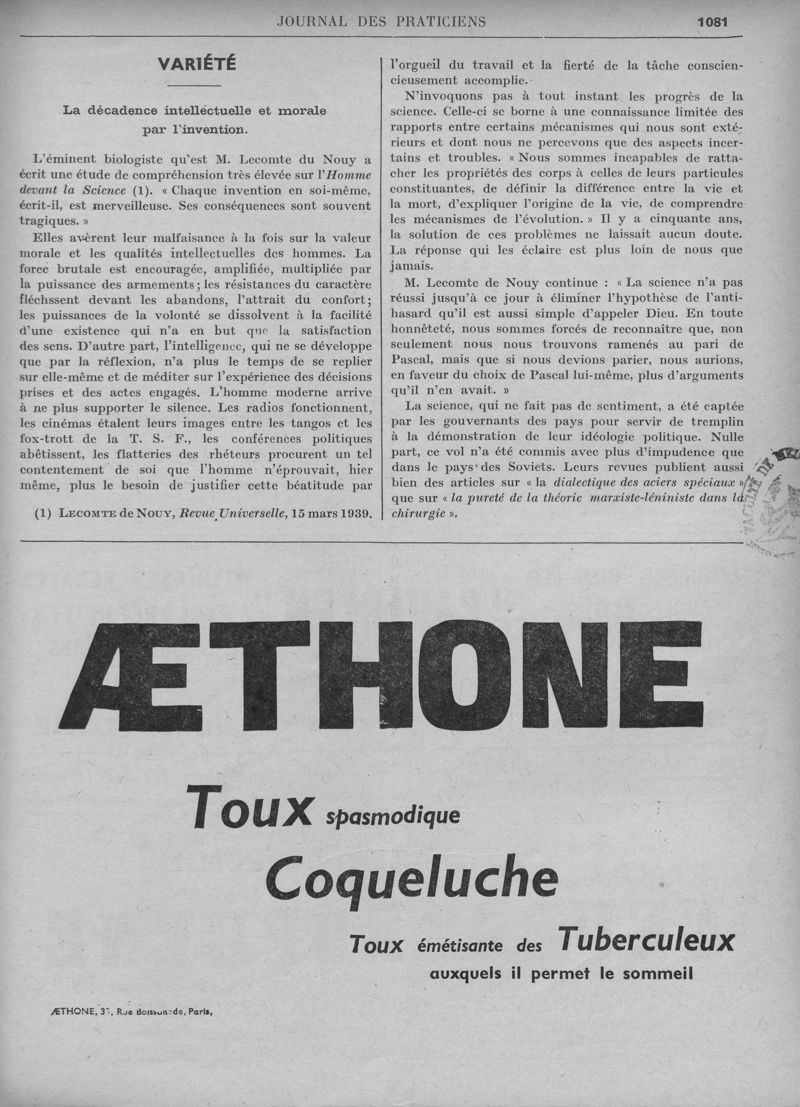 JOURNAL DES PRATICIENS
1081
VARIÉTÉ
La décadence intellectuelle et morale
par l'invention.
L'éminent biologiste qu'est M. Lecomte du Nouy a
écrit une étude de compréhension très élevée sur l'Homme
devant la Science (1). « Chaque invention en soi-même,
écrit-il, est merveilleuse. Ses conséquences sont souvent
tragiques. »
Elles avèrent leur malfaisance à la fois sur la valeur
morale et les qualités intellectuelles des hommes. La
force brutale est encouragée, amplifiée, multipliée par
la puissance des armements ; les résistances du caractère
fléchssent devant les abandons, l'attrait du confort ;
les puissances de la volonté se dissolvent à la facilité
d'une existence qui n'a en but que la satisfaction
des sens. D'autre part, l'intelligence, qui ne se développe
que par la réflexion, n'a plus le temps de se replier
sur elle-même et de méditer sur l'expérience des décisions
prises et des actes engagés. L'homme moderne arrive
à ne plus supporter le silence. Les radios fonctionnent,
les cinémas étalent leurs images entre les tangos et les
fox-trott de la T. S. F., les conférences politiques
abêtissent, les flatteries des rhéteurs procurent un tel
contentement de soi que l'homme n'éprouvait, hier
même, plus le besoin de justifier cette béatitude par
(1) LECOMTE de NOUY, Revue Universelle, 15 mars 1939.
l'orgueil du travail et la fierté de la tâche conscien-
cieusement accomplie.
N'invoquons pas à tout instant les progrès de la
science. Celle-ci se borne à une connaissance limitée des
rapports entre certains mécanismes qui nous sont exté-
rieurs et dont nous ne percevons que des aspects incer-
tains et troubles. « Nous sommes incapables de ratta-
cher les propriétés des corps à celles de leurs particules
constituantes, de définir la différence entre la vie et
la mort, d'expliquer l'origine de la vie, de comprendre
les mécanismes de l'évolution. » Il y a cinquante ans,
la solution de ces problèmes ne laissait aucun doute.
La réponse qui les éclaire est plus loin de nous que
jamais.
M. Lecomte de Nouy continue : « La science n'a pas
réussi jusqu'à ce jour à éliminer l'hypothèse de l'anti-
hasard qu'il est aussi simple d'appeler Dieu. En toute
honnêteté, nous sommes forcés de reconnaître que, non
seulement nous nous trouvons ramenés au pari de
Pascal, mais que si nous devions parier, nous aurions,
en faveur du choix de Pascal lui-même, plus d'arguments
qu'il n'en avait. »
La science, qui ne fait pas de sentiment, a été captée
par les gouvernants des pays pour servir de tremplin
à la démonstration de leur idéologie politique. Nulle
part, ce vol n'a été commis avec plus d'impudence que
dans le pays des Soviets. Leurs revues publient aussi
bien des articles sur « la dialectique des aciers spéciaux »
que sur « la pureté de la théorie marxiste-léniniste dans la
chirurgie ».
ÆTHONE
Toux spasmodique
Coqueluche
Toux émétisante des Tuberculeux
auxquels il permet le sommeil
ÆTHONE, Rue Paris,